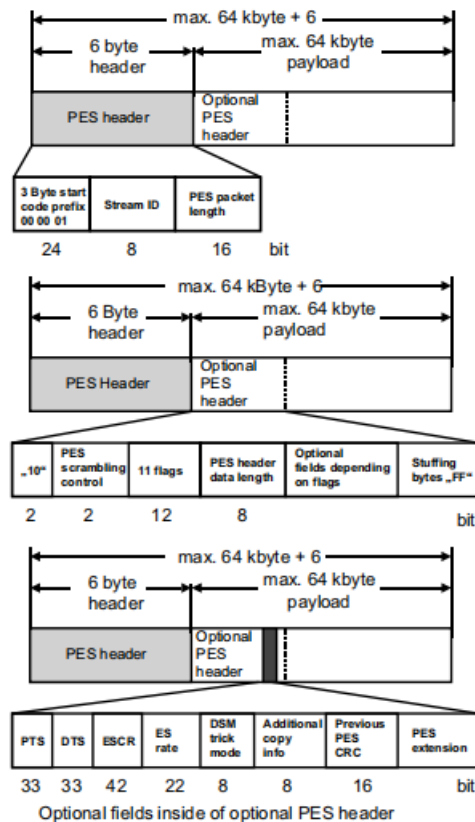 max. 64 kbyte + 6
6 byte
header
max. 64 kbyte
payload
PES header
Optional
PES
header
3 Byte start
code prefix
00 00 01
Stream ID
PES packet
length
24 8 16 bit
max. 64 kByte + 6
6 Byte
header
max. 64 kbyte
payload
PES Header
Optional
PES
header
„10“
PES
scrambling
control
11 flags
PES header
data length
Optional
fields depending
on flags
Stuffing
bytes „FF“
2 2 12 8 bit
max. 64 kbyte + 6
6 byte
header
max. 64 kbyte
payload
PES header
Optional
PES
header
PTS
DTS
ESCR
ES
rate
DSM
trick
mode
Additional
copy
info
Previous
PES
CRC
PES
extension
33 33 42 22 8 8 16 bit
Optional fields inside of optional PES header